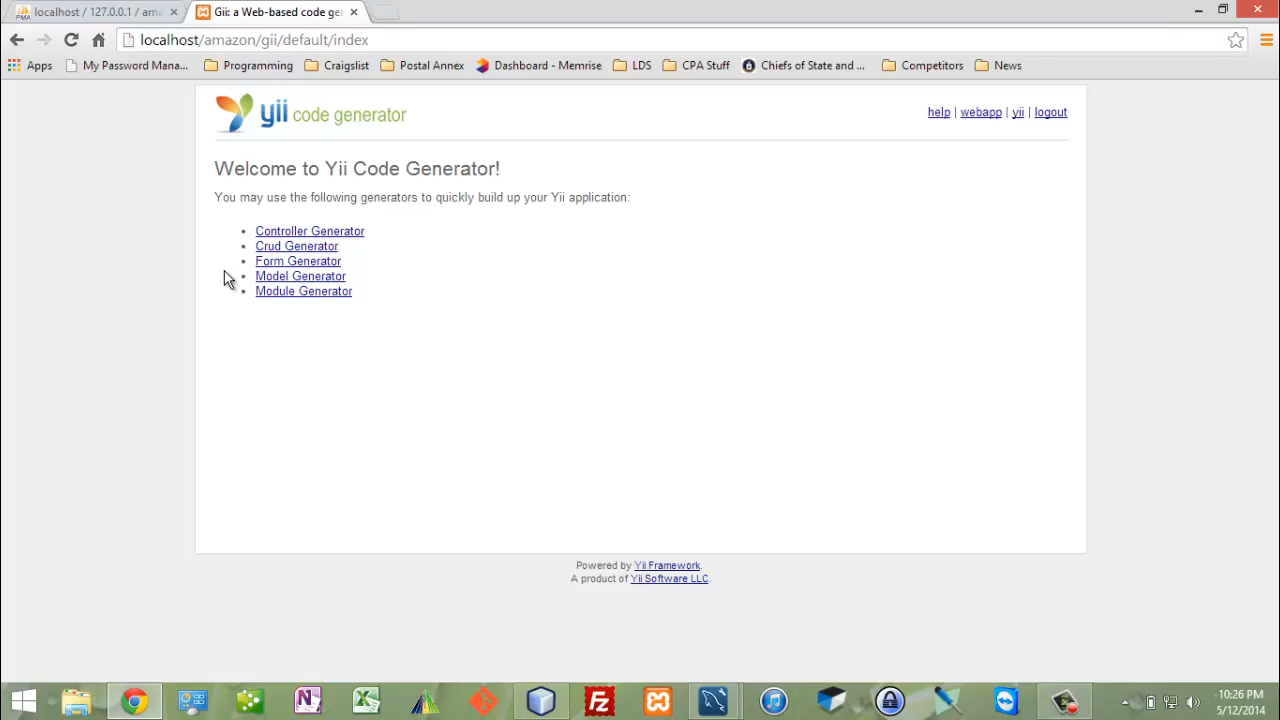 localhost / 127.0.0.1 / ama
Gii: a Web-based code ge
localhost/amazon/gii/default/index
Apps
My Password Mana...
Programming
Craigslist
Postal Annex
Dashboard - Memrise
LDS
CPA Stuff
Chiefs of State and ...
Competitors
News
yii code generator
help | webapp | yii | logout
Welcome to Yii Code Generator!
You may use the following generators to quickly build up your Yii application:
• Controller Generator
• Crud Generator
• Form Generator
• Model Generator
• Module Generator
Powered by Yii Framework.
A product of Yii Software LLC.
10:26 PM
5/12/2014